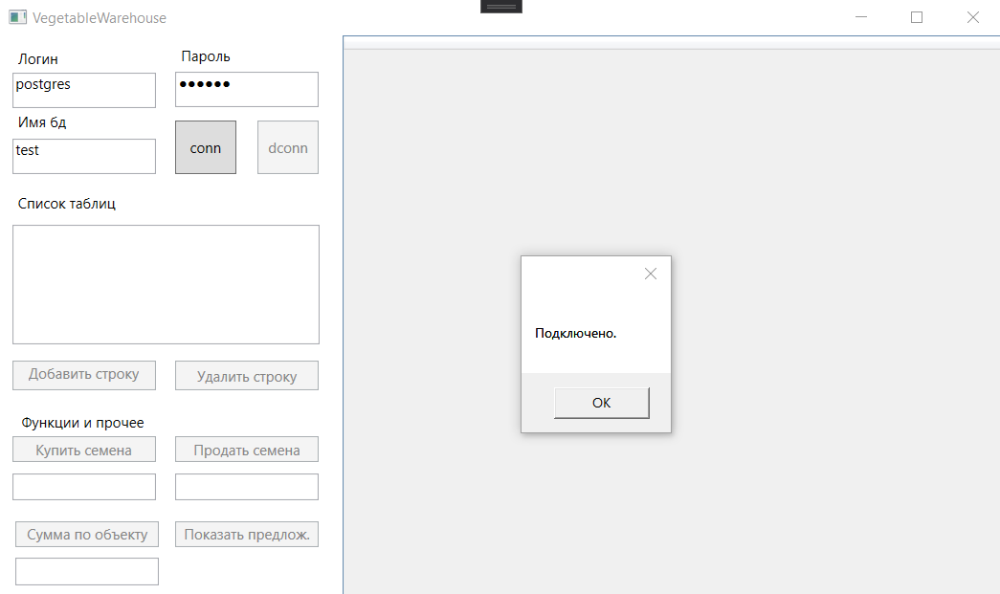 VegetableWarehouse
Логин
Пароль
postgres
●●●●●●
Имя бд
conn
dconn
test
Список таблиц
Подключено.
OK
Добавить строку
Удалить строку
Функции и прочее
Купить семена
Продать семена
Сумма по объекту
Показать предлож.